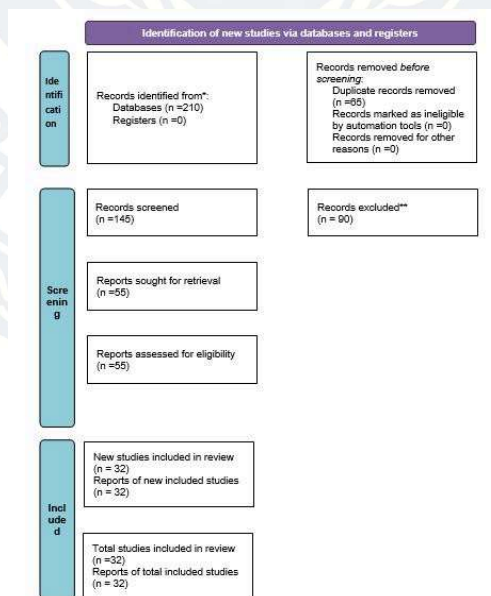 Identification of new studies via databases and registers
Ide
ntifi
cati
on
Records identified from*:
Databases (n =210)
Registers (n =0)
Records removed before
screening:
Duplicate records removed
(n =65)
Records marked as ineligible
by automation tools (n =0)
Records removed for other
reasons (n =0)
Scre
enin
g
Records screened
(n =145)
Records excluded**
(n = 90)
Reports sought for retrieval
(n =55)
Reports assessed for eligibility
(n =55)
Incl
ude
d
New studies included in review
(n = 32)
Reports of new included studies
(n = 32)
Total studies included in review
(n =32)
Reports of total included studies
(n = 32)